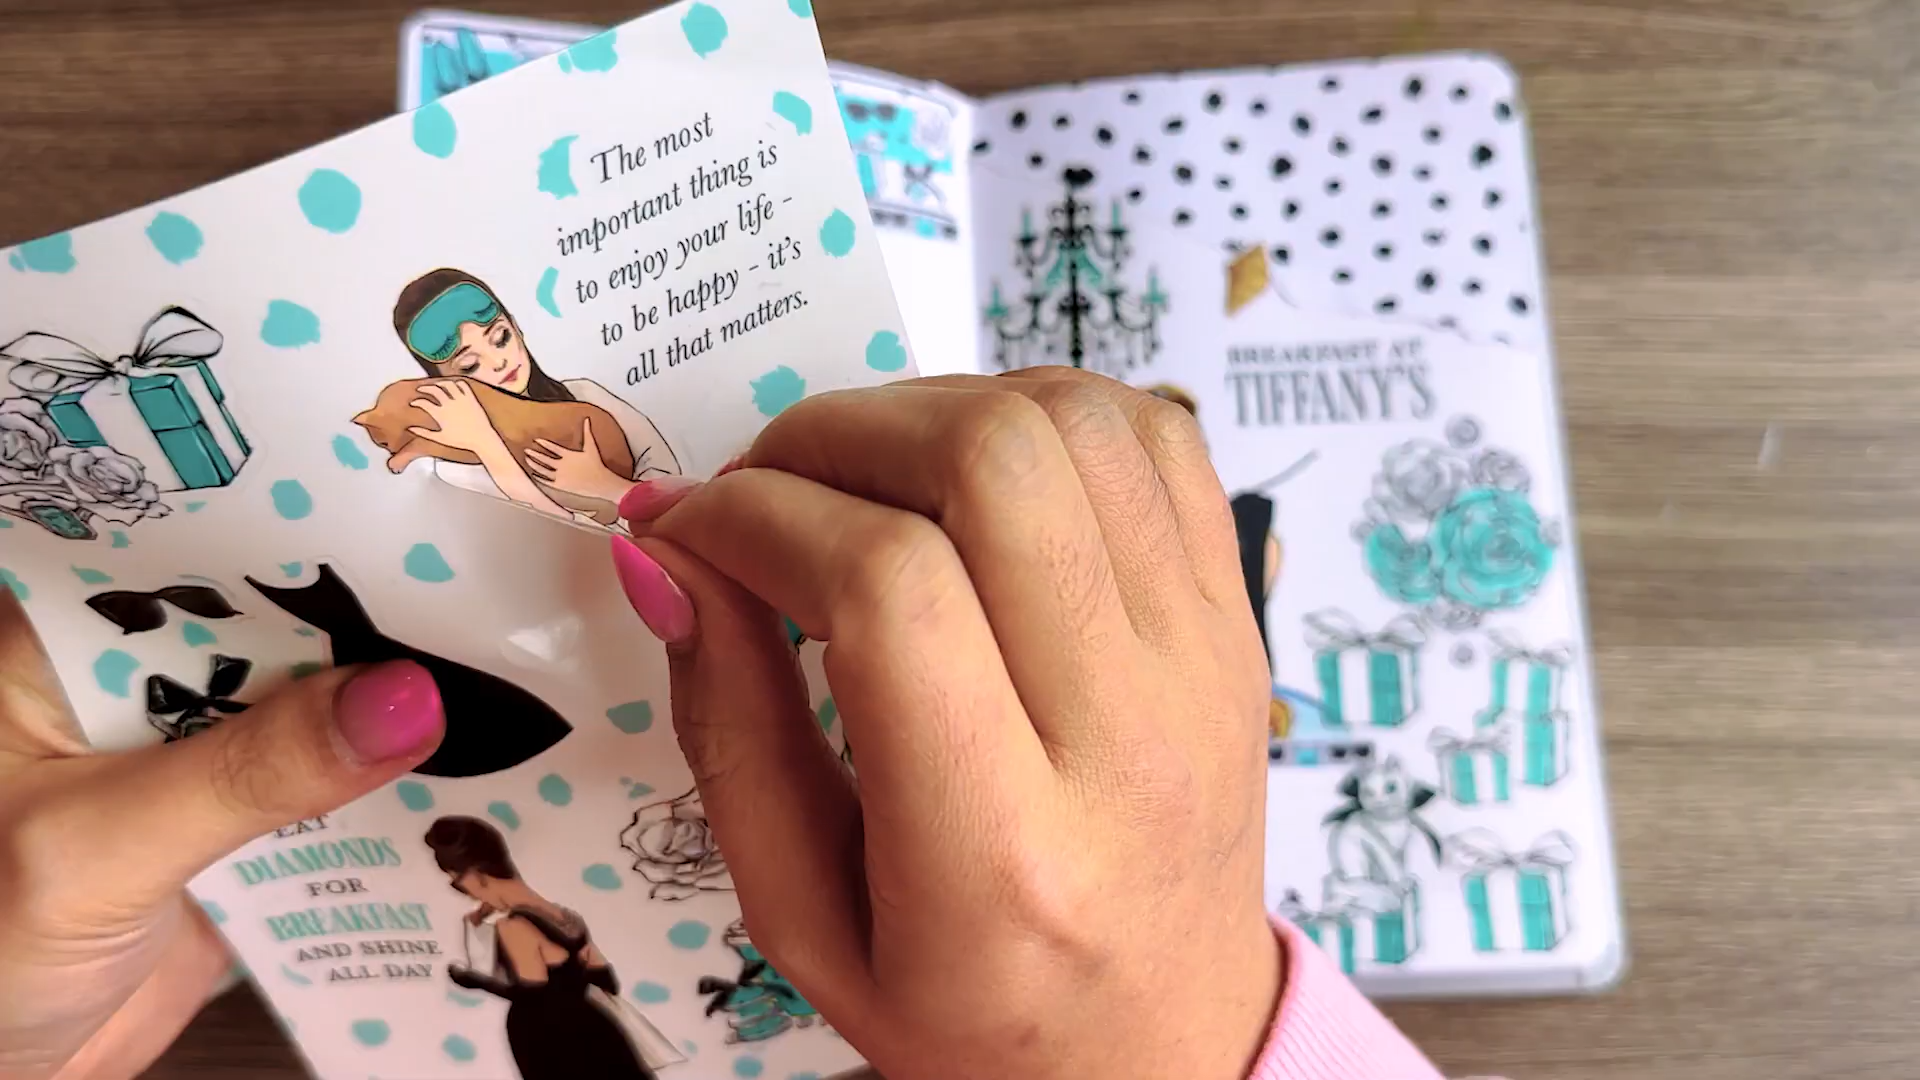 The most
important thing is
to enjoy your life -
to be happy - it's
all that matters.
BREAKFAST AT
TIFFANY'S
EAT
DIAMONDS
FOR
BREAKFAST
AND SHINE
ALL DAY